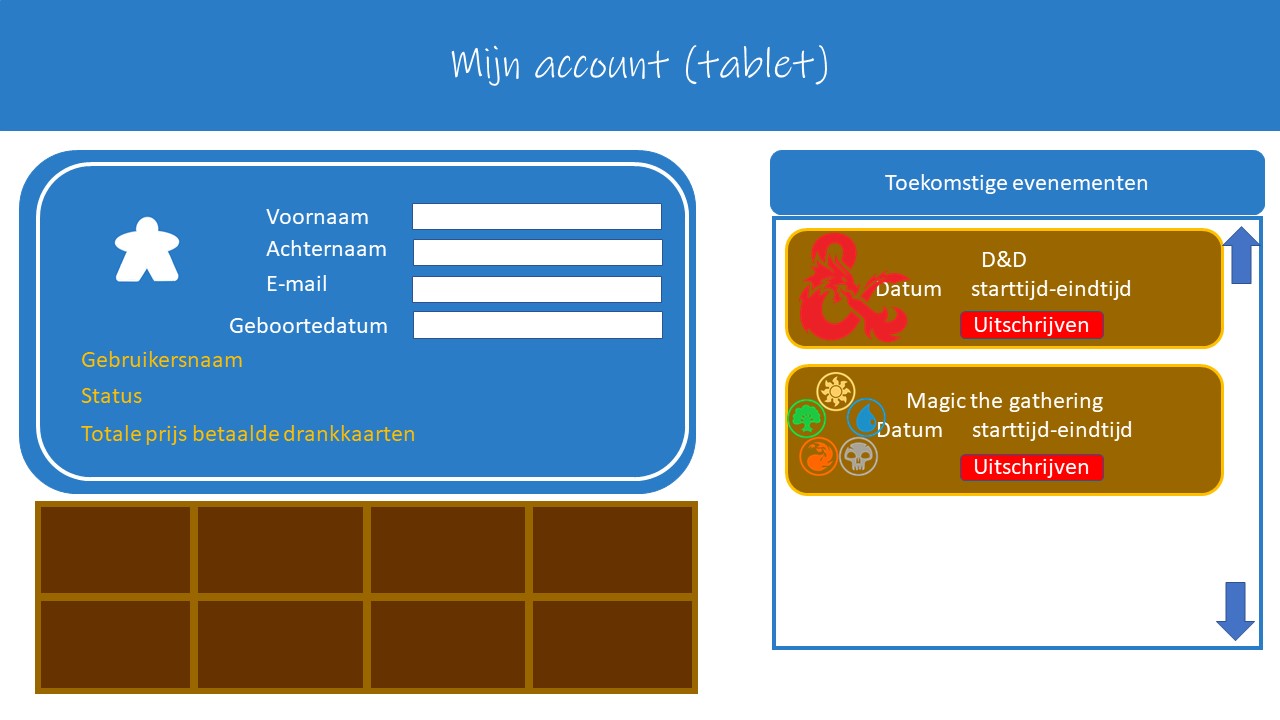 Mijn account (tablet)
Voornaam
Achternaam
E-mail
Geboortedatum
Gebruikersnaam
Status
Totale prijs betaalde drankkaarten
Toekomstige evenementen
D&D
Datum starttijd-eindtijd
Uitschrijven
Magic the gathering
Datum starttijd-eindtijd
Uitschrijven